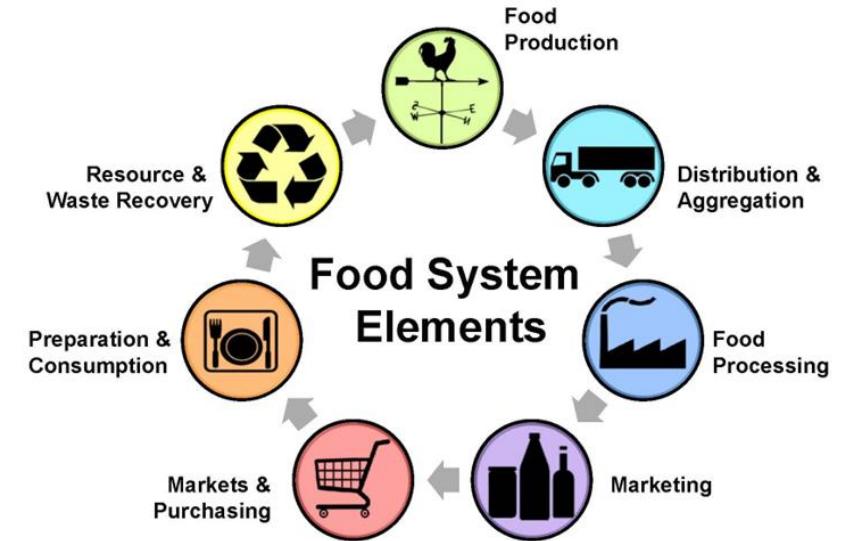 Food
Production
Distribution &
Aggregation
Food
Processing
Marketing
Markets &
Purchasing
Preparation &
Consumption
Resource &
Waste Recovery
Food System
Elements
S
E
W
N